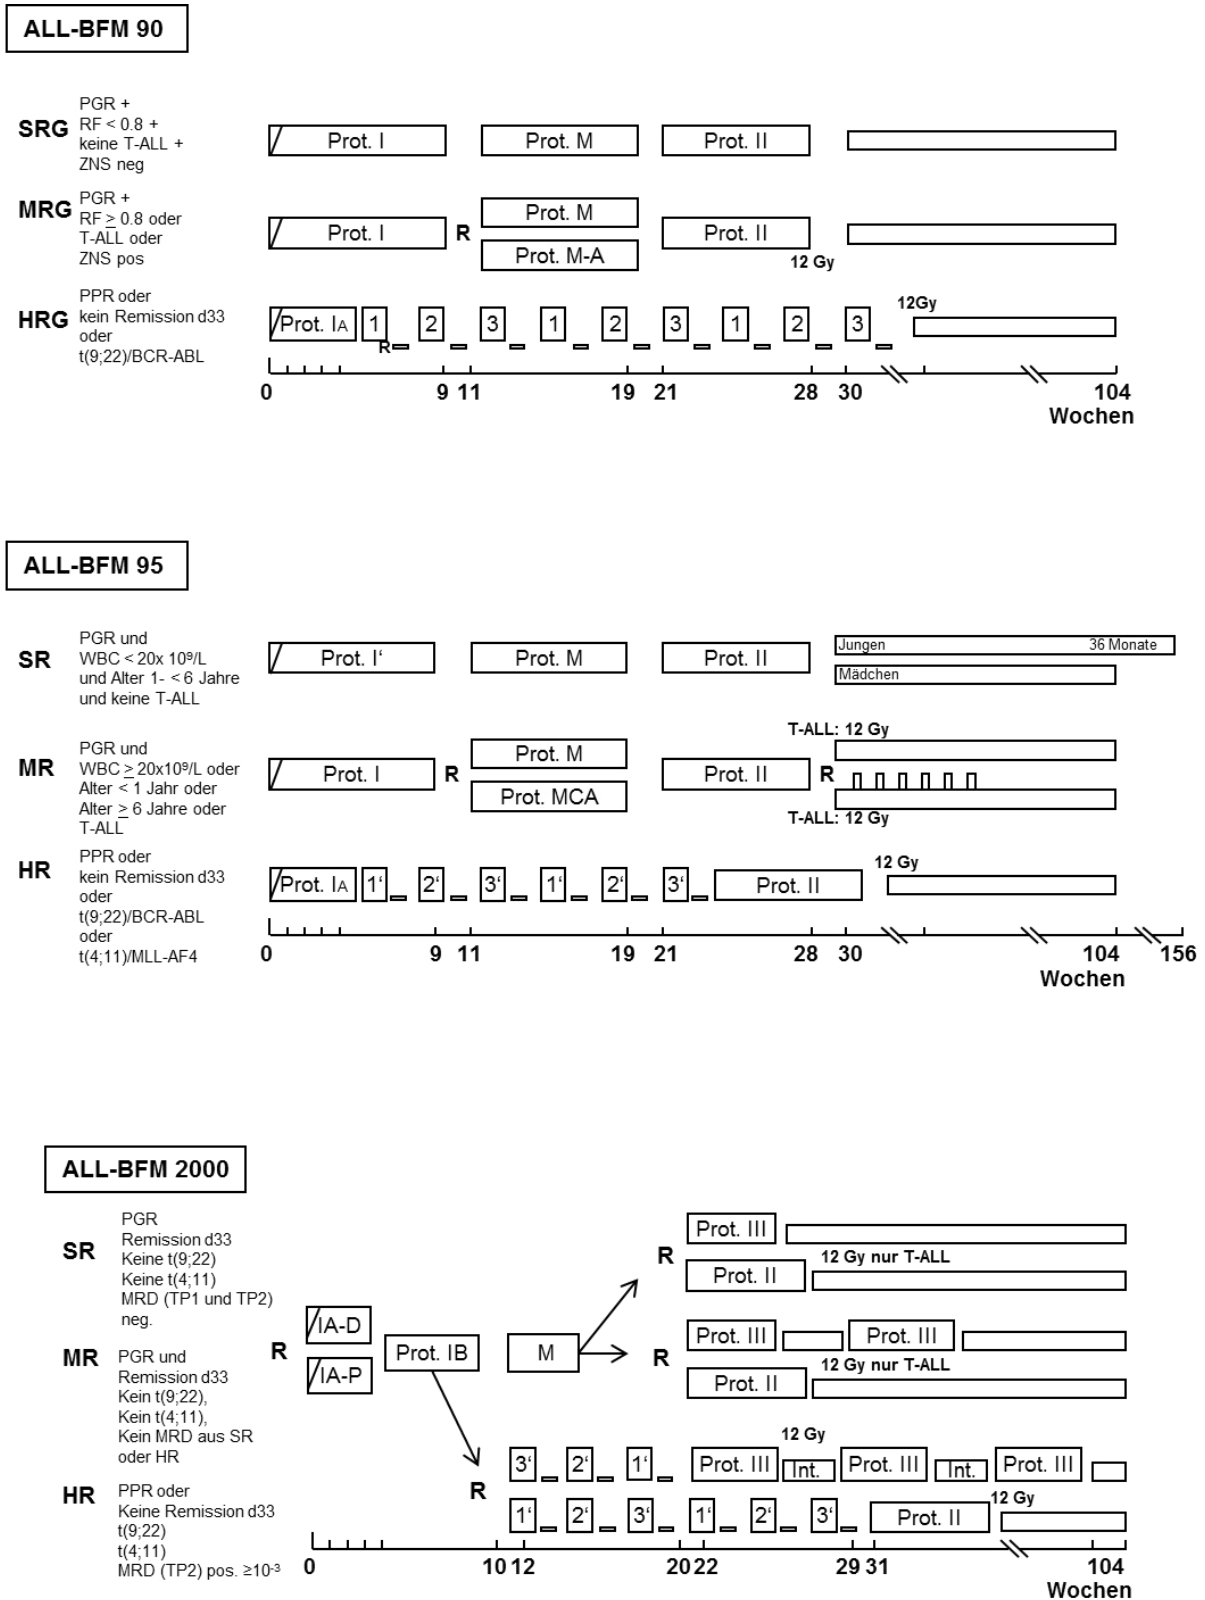 ALL-BFM 90
SRG
PGR +
RF < 0.8 +
keine T-ALL +
ZNS neg
Prot. I
Prot. M
Prot. II
MRG
PGR +
RF ≥ 0.8 oder
T-ALL oder
ZNS pos
Prot. I
R
Prot. M
Prot. M-A
Prot. II
12 Gy
HRG
PPR oder
kein Remission d33
oder
t(9;22)/BCR-ABL
Prot. IA
1
R
2
3
1
2
3
1
2
3
12Gy
0 9 11 19 21 28 30 104
Wochen
ALL-BFM 95
SR
PGR und
WBC < 20x 10⁹/L
und Alter 1- < 6 Jahre
und keine T-ALL
Prot. I‘
Prot. M
Prot. II
Jungen 36 Monate
Mädchen
MR
PGR und
WBC ≥ 20x10⁹/L oder
Alter < 1 Jahr oder
Alter ≥ 6 Jahre oder
T-ALL
Prot. I
R
Prot. M
Prot. MCA
Prot. II
R
T-ALL: 12 Gy
T-ALL: 12 Gy
HR
PPR oder
kein Remission d33
oder
t(9;22)/BCR-ABL
oder
t(4;11)/MLL-AF4
Prot. IA
1‘
2‘
3‘
1‘
2‘
3‘
Prot. II
12 Gy
0 9 11 19 21 28 30 104 156
Wochen
ALL-BFM 2000
SR
PGR
Remission d33
Keine t(9;22)
Keine t(4;11)
MRD (TP1 und TP2)
neg.
MR
PGR und
Remission d33
Kein t(9;22),
Kein t(4;11),
Kein MRD aus SR
oder HR
HR
PPR oder
Keine Remission d33
t(9;22)
t(4;11)
MRD (TP2) pos. ≥10⁻³
R
IA-D
IA-P
Prot. IB
M
R
Prot. III
Prot. II
12 Gy nur T-ALL
R
Prot. III
Prot. III
Prot. II
12 Gy nur T-ALL
R
3‘
2‘
1‘
Prot. III
12 Gy
Int.
Prot. III
Int.
Prot. III
1‘
2‘
3‘
1‘
2‘
3‘
Prot. II
12 Gy
0 10 12 20 22 29 31 104
Wochen